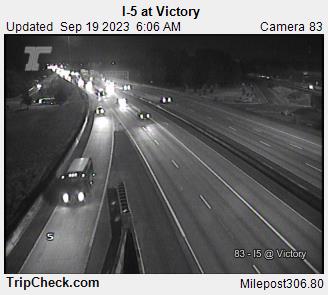 I-5 at Victory
Updated Sep 19 2023 6:06 AM Camera 83
S
83 - I5 @ Victory
TripCheck.com Milepost306.80